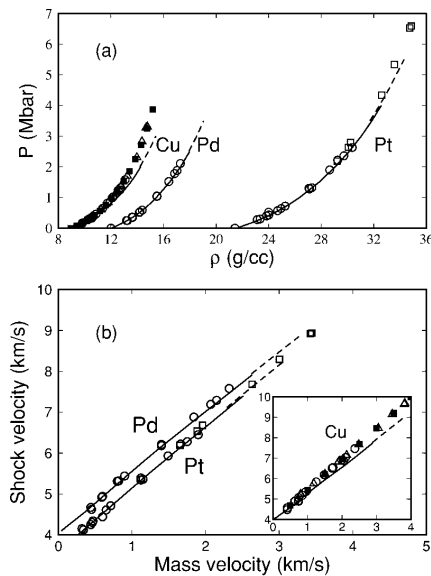 7
6
5
4
3
2
1
0
P (Mbar)
(a)
Cu
Pd
Pt
8 12 16 20 24 28 32 36
ρ (g/cc)
10
9
8
7
6
5
4
Shock velocity (km/s)
(b)
Pd
Pt
10
9
8
7
6
5
4
Cu
0 1 2 3 4
0 1 2 3 4 5
Mass velocity (km/s)